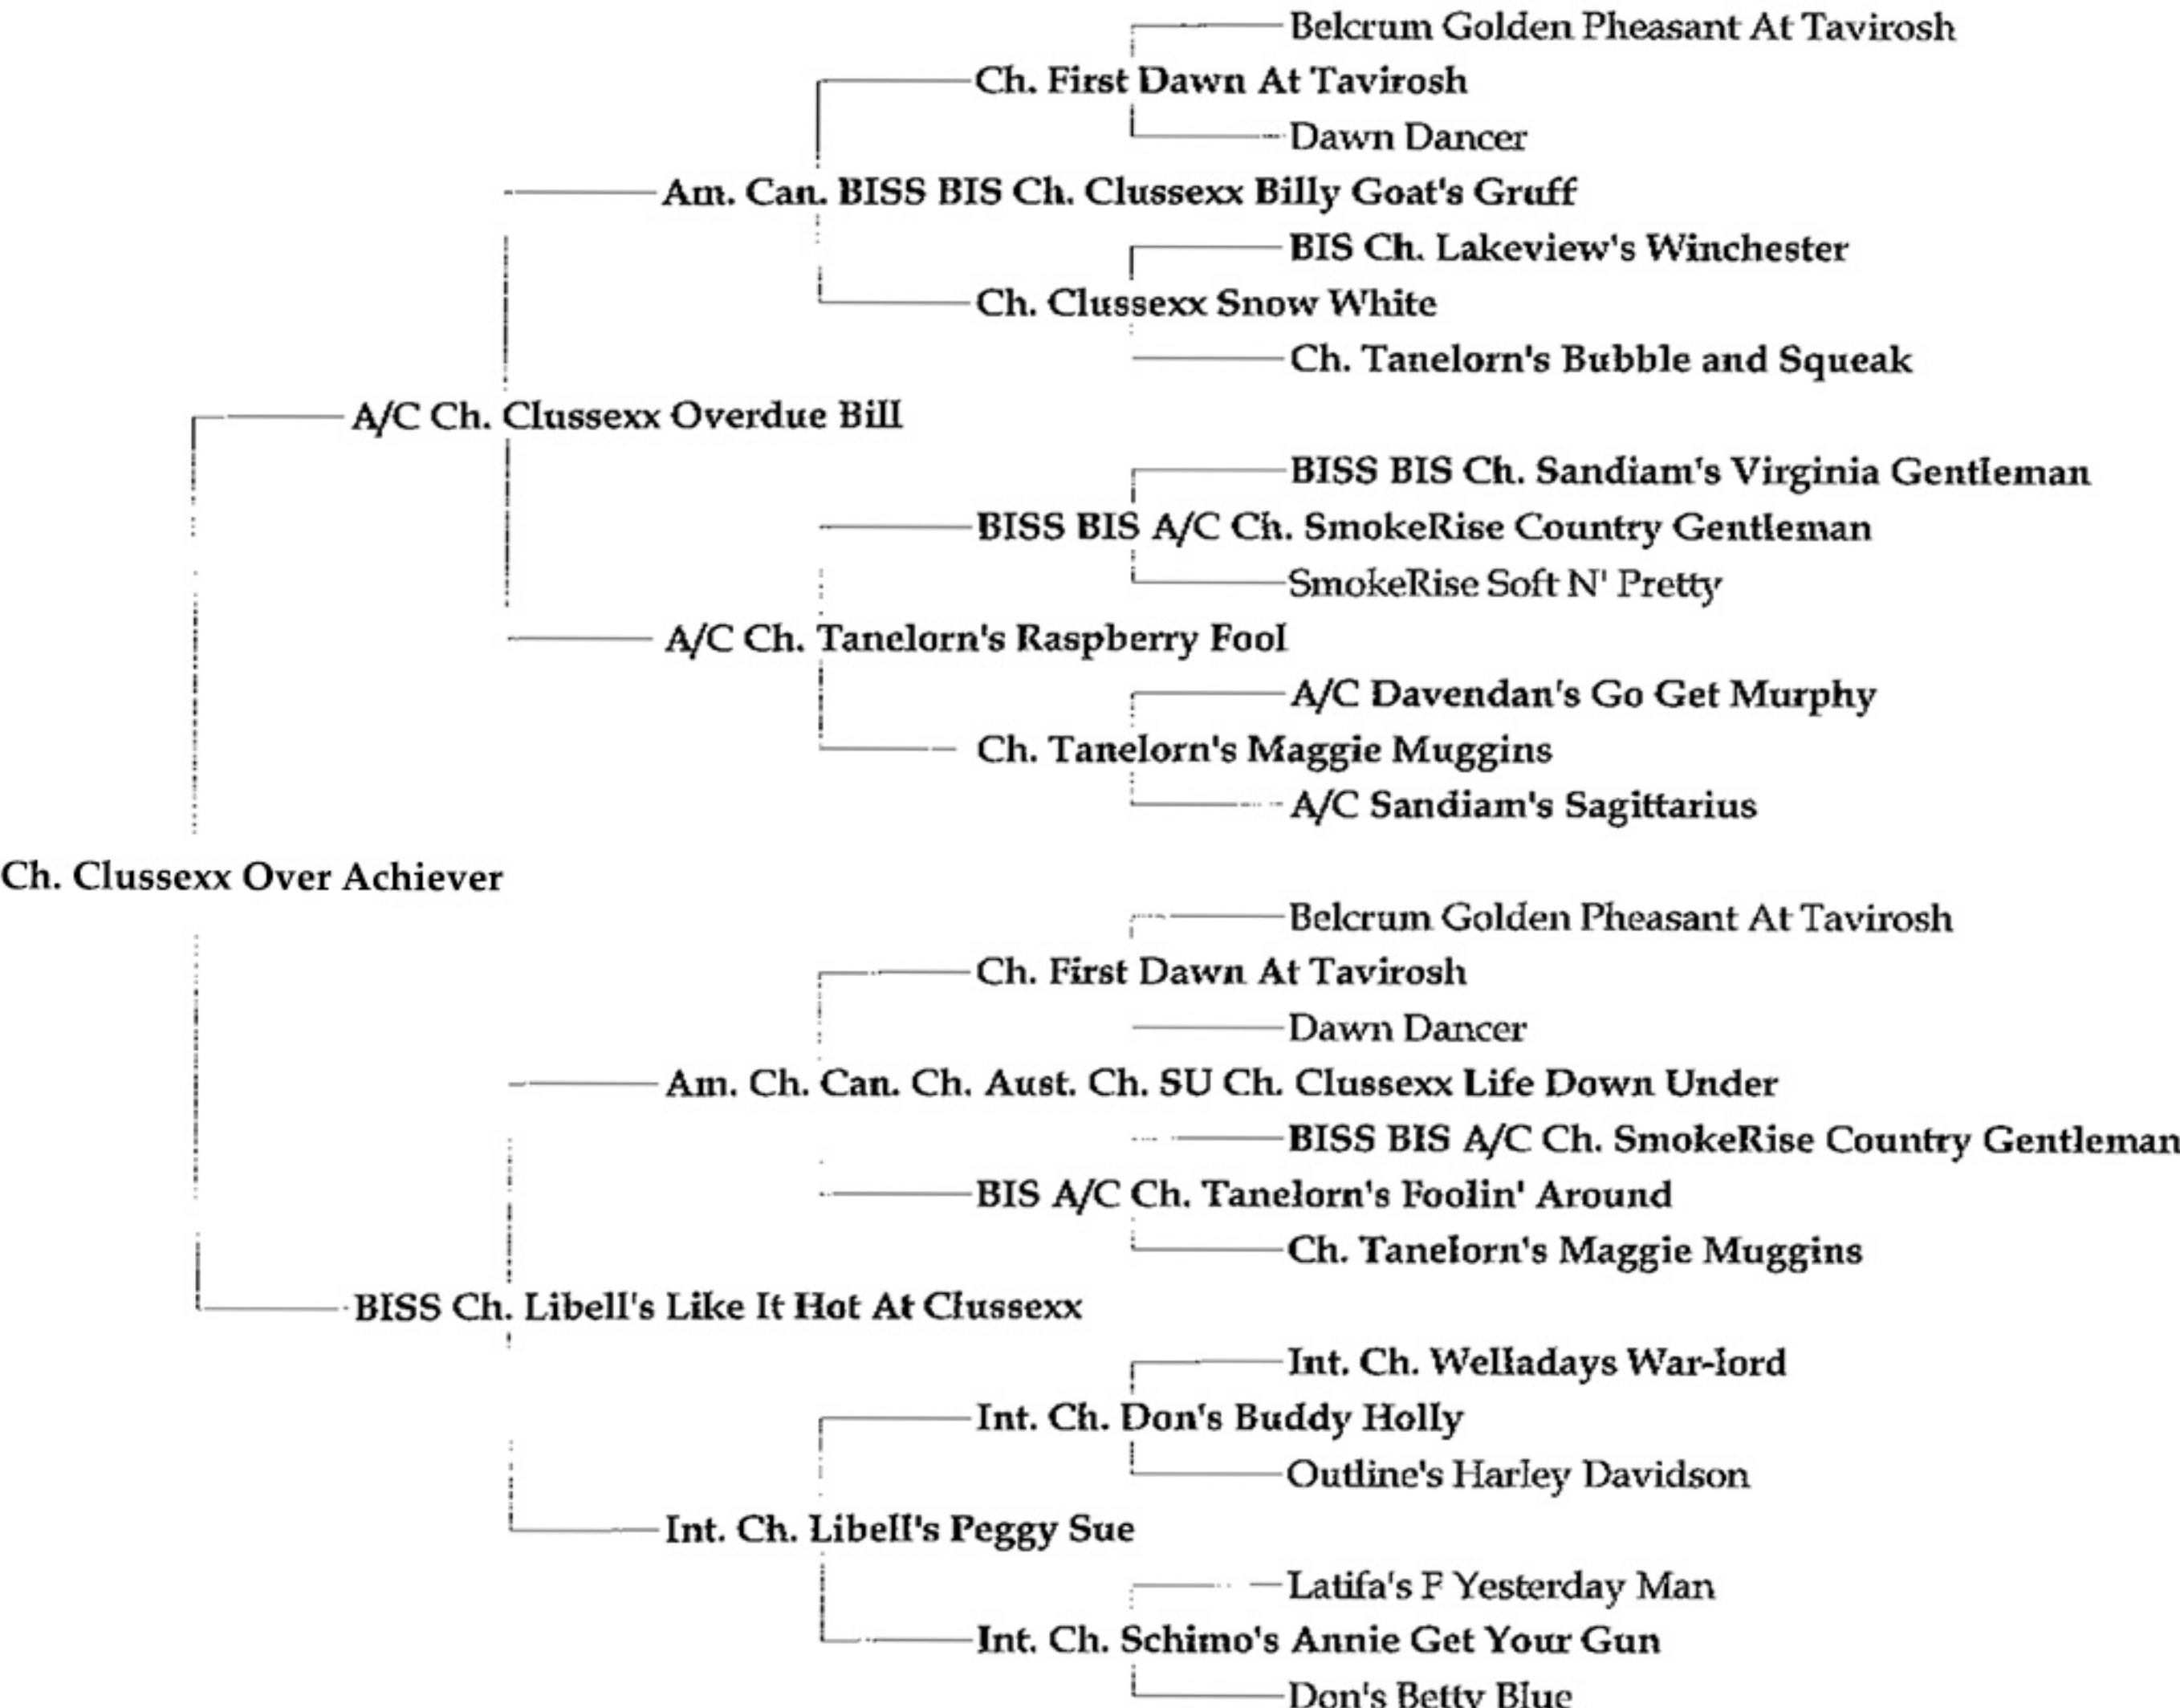 Belcrum Golden Pheasant At Tavirosh
Ch. First Dawn At Tavirosh
Dawn Dancer
Am. Can. BISS BIS Ch. Clussexx Billy Goat's Gruff
BIS Ch. Lakeview's Winchester
Ch. Clussexx Snow White
Ch. Tanelorn's Bubble and Squeak
A/C Ch. Clussexx Overdue Bill
BISS BIS Ch. Sandiam's Virginia Gentleman
BISS BIS A/C Ch. SmokeRise Country Gentleman
SmokeRise Soft N' Pretty
A/C Ch. Tanelorn's Raspberry Fool
A/C Davendan's Go Get Murphy
Ch. Tanelorn's Maggie Muggins
A/C Sandiam's Sagittarius
Ch. Clussexx Over Achiever
Belcrum Golden Pheasant At Tavirosh
Ch. First Dawn At Tavirosh
Dawn Dancer
Am. Ch. Can. Ch. Aust. Ch. SU Ch. Clussexx Life Down Under
BISS BIS A/C Ch. SmokeRise Country Gentleman
BIS A/C Ch. Tanelorn's Foolin' Around
Ch. Tanelorn's Maggie Muggins
BISS Ch. Libell's Like It Hot At Clussexx
Int. Ch. Welladays War-lord
Int. Ch. Don's Buddy Holly
Outline's Harley Davidson
Int. Ch. Libell's Peggy Sue
Latifa's F Yesterday Man
Int. Ch. Schimo's Annie Get Your Gun
Don's Betty Blue